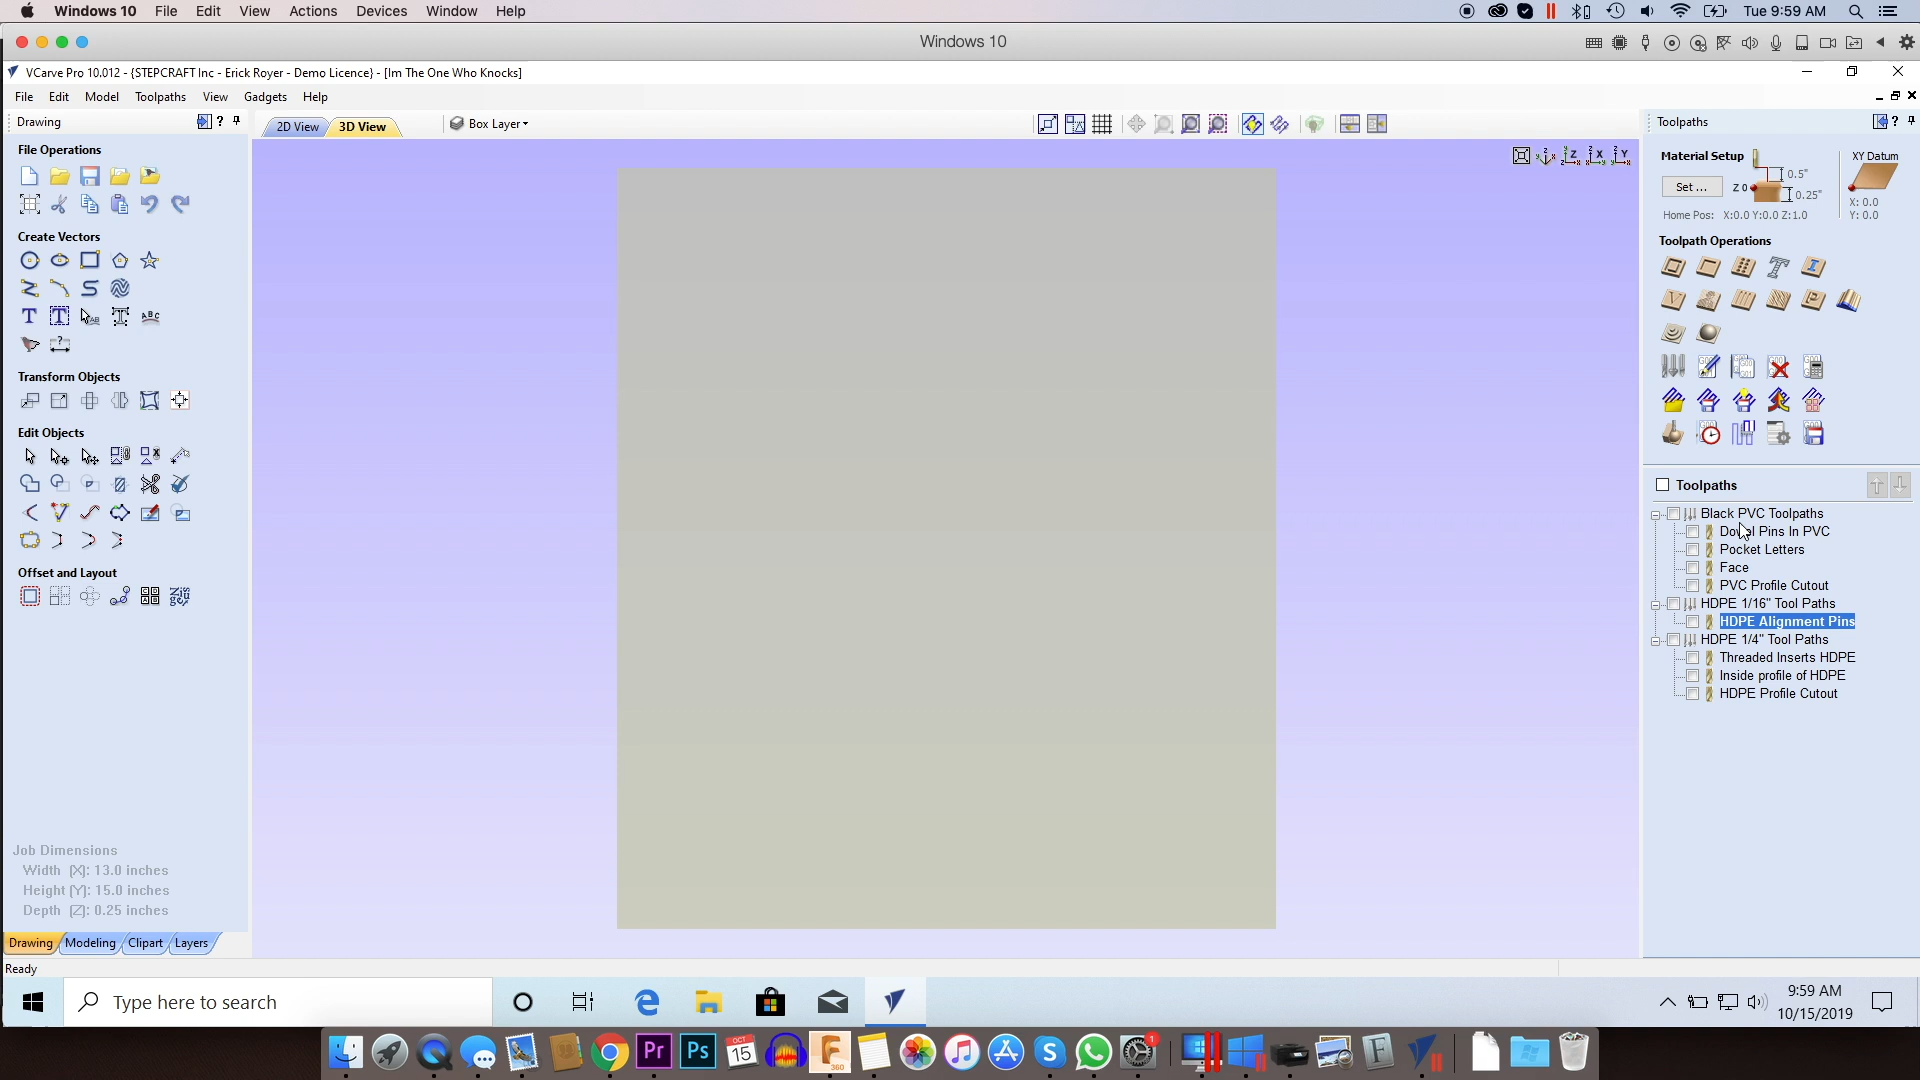 Windows 10 File Edit View Actions Devices Window Help Tue 9:59 AM
Windows 10
VCarve Pro 10.012 - {STEPCRAFT Inc - Erick Royer - Demo Licence} - [Im The One Who Knocks]
File Edit Model Toolpaths View Gadgets Help
Drawing ?
2D View 3D View Box Layer
Toolpaths ?
File Operations
Create Vectors
Transform Objects
Edit Objects
Offset and Layout
Job Dimensions
Width (X): 13.0 inches
Height (Y): 15.0 inches
Depth (Z): 0.25 inches
Drawing Modeling Clipart Layers
Ready
Material Setup
Set ...
Z 0
0.5"
0.25"
Home Pos: X:0.0 Y:0.0 Z:1.0
XY Datum
X: 0.0
Y: 0.0
Toolpath Operations
Toolpaths
Black PVC Toolpaths
Dowel Pins In PVC
Pocket Letters
Face
PVC Profile Cutout
HDPE 1/16" Tool Paths
HDPE Alignment Pins
HDPE 1/4" Tool Paths
Threaded Inserts HDPE
Inside profile of HDPE
HDPE Profile Cutout
Type here to search
9:59 AM
10/15/2019
Pr Ps OCT 15 360 1